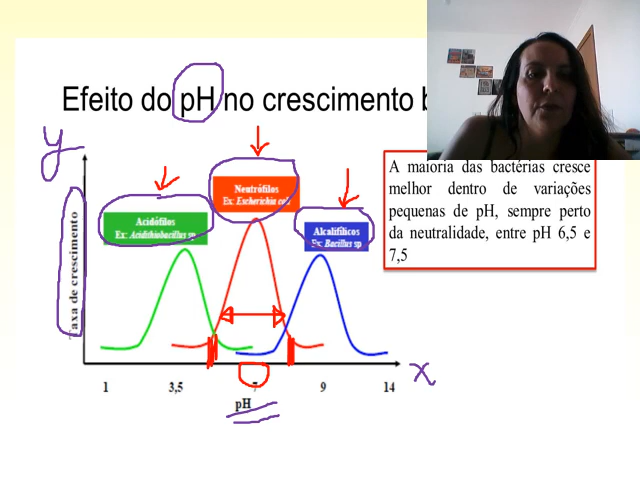 Efeito do pH no crescimento
y
Taxa de crescimento
Acidófilos
Ex: Acidithiobacillus sp
Neutrófilos
Ex: Escherichia coli
Alcalifílicos
Ex: Bacillus sp
A maioria das bactérias cresce
melhor dentro de variações
pequenas de pH, sempre perto
da neutralidade, entre pH 6,5 e
7,5
1 3,5 7 9 14
x
pH